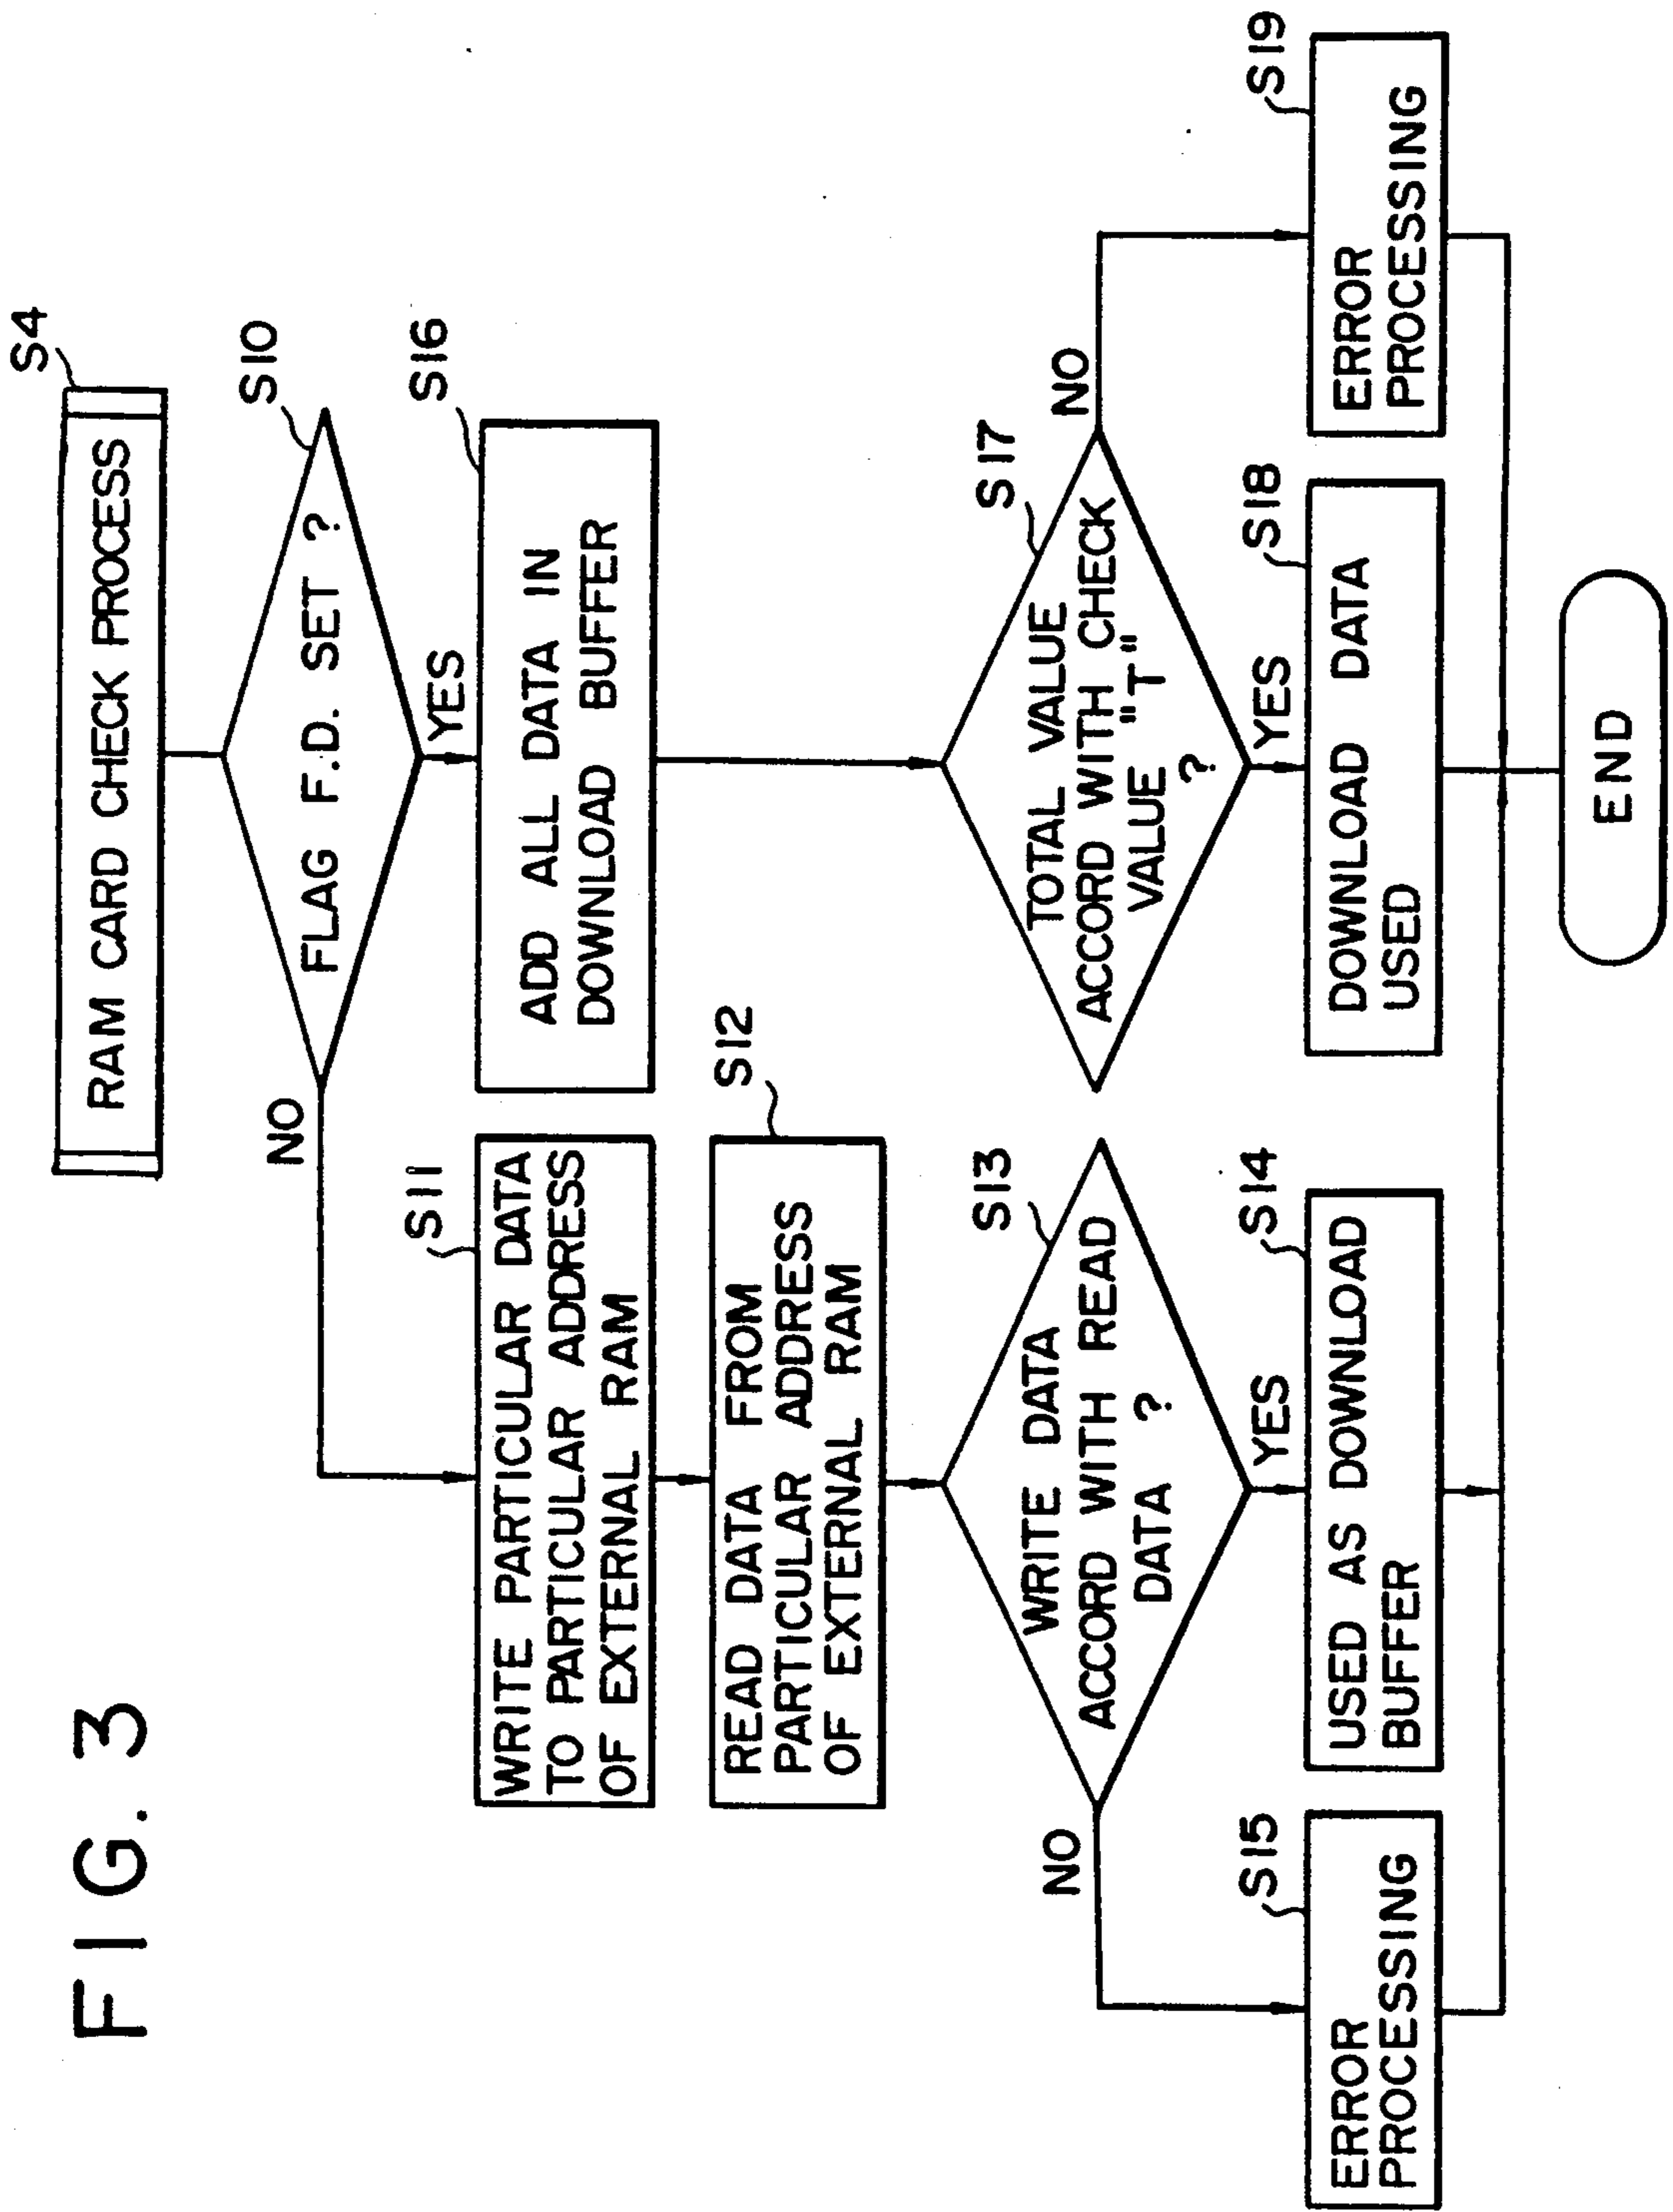 FIG. 3
S4
RAM CARD CHECK PROCESS
S10
FLAG F.D. SET ?
NO
YES
S11
WRITE PARTICULAR DATA
TO PARTICULAR ADDRESS
OF EXTERNAL RAM
S16
ADD ALL DATA IN
DOWNLOAD BUFFER
S12
READ DATA FROM
PARTICULAR ADDRESS
OF EXTERNAL RAM
S13
WRITE DATA
ACCORD WITH READ
DATA ?
NO
YES
S17
TOTAL VALUE
ACCORD WITH CHECK
VALUE "T"
?
NO
YES
S15
ERROR
PROCESSING
S14
USED AS DOWNLOAD
BUFFER
S18
DOWNLOAD DATA
USED
S19
ERROR
PROCESSING
END